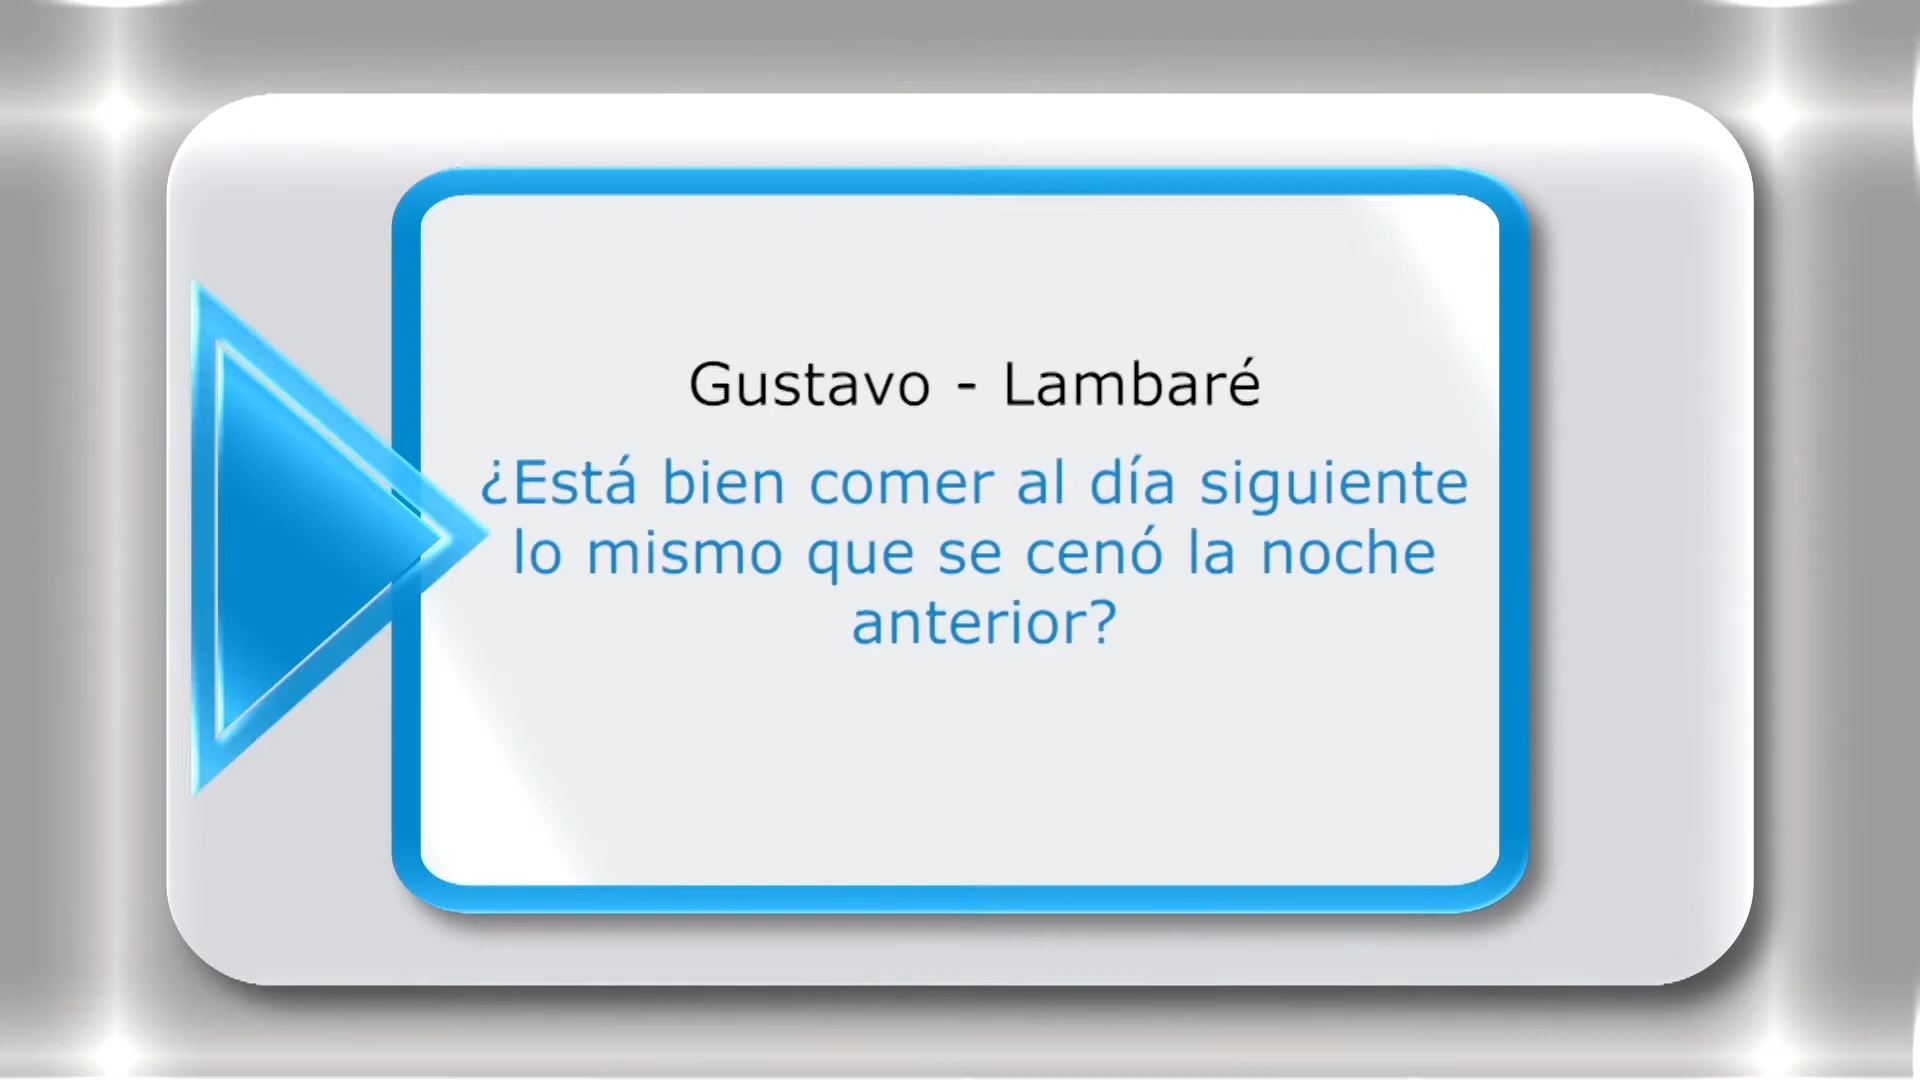 Gustavo - Lambaré
¿Está bien comer al día siguiente
lo mismo que se cenó la noche
anterior?